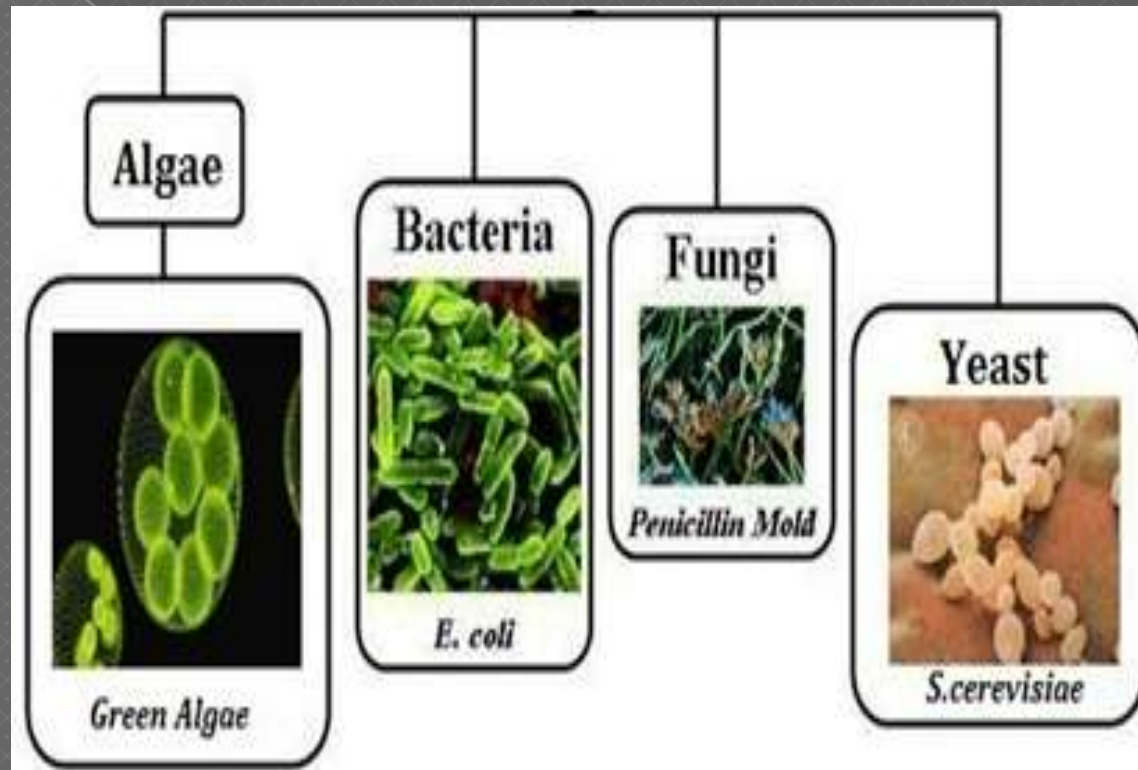 Algae
Green Algae
Bacteria
E. coli
Fungi
Penicillin Mold
Yeast
S.cerevisiae